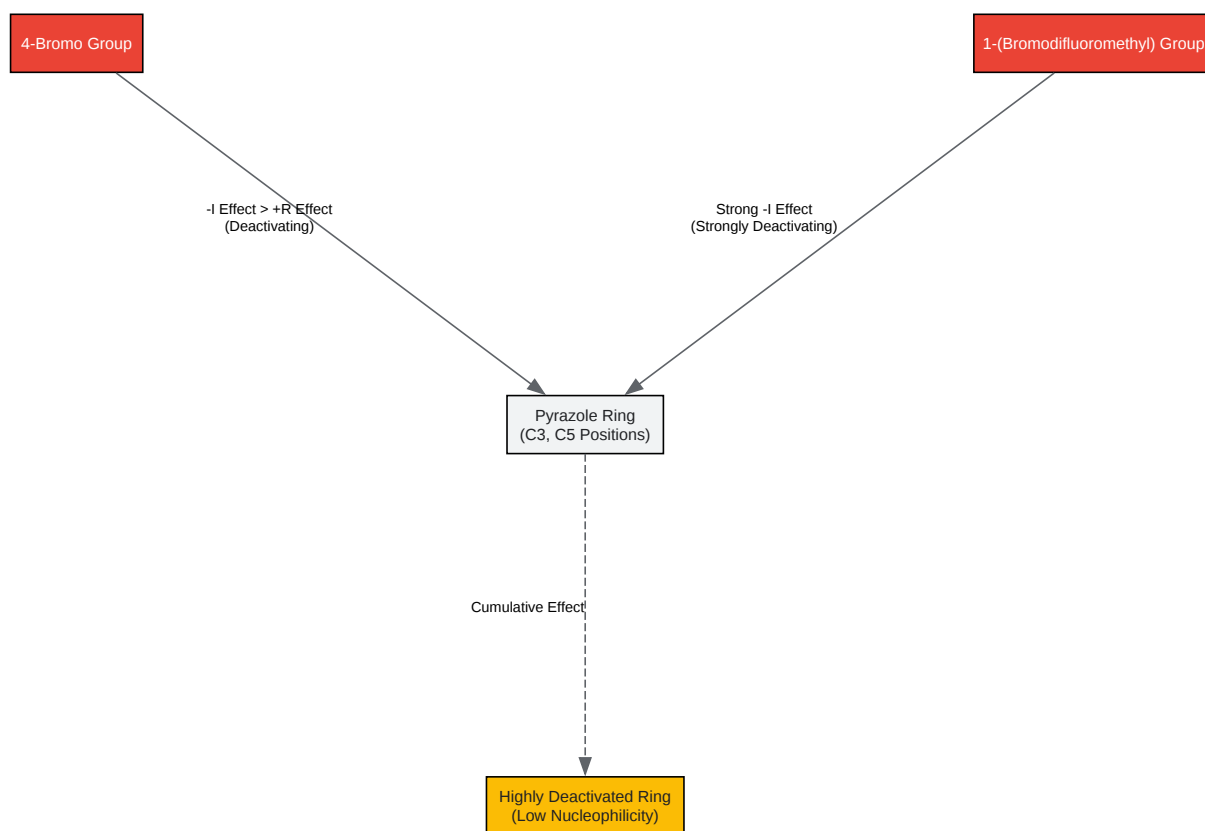 4-Bromo Group
1-(Bromodifluoromethyl) Group
-I Effect > +R Effect
(Deactivating)
Strong -I Effect
(Strongly Deactivating)
Pyrazole Ring
(C3, C5 Positions)
Cumulative Effect
Highly Deactivated Ring
(Low Nucleophilicity)